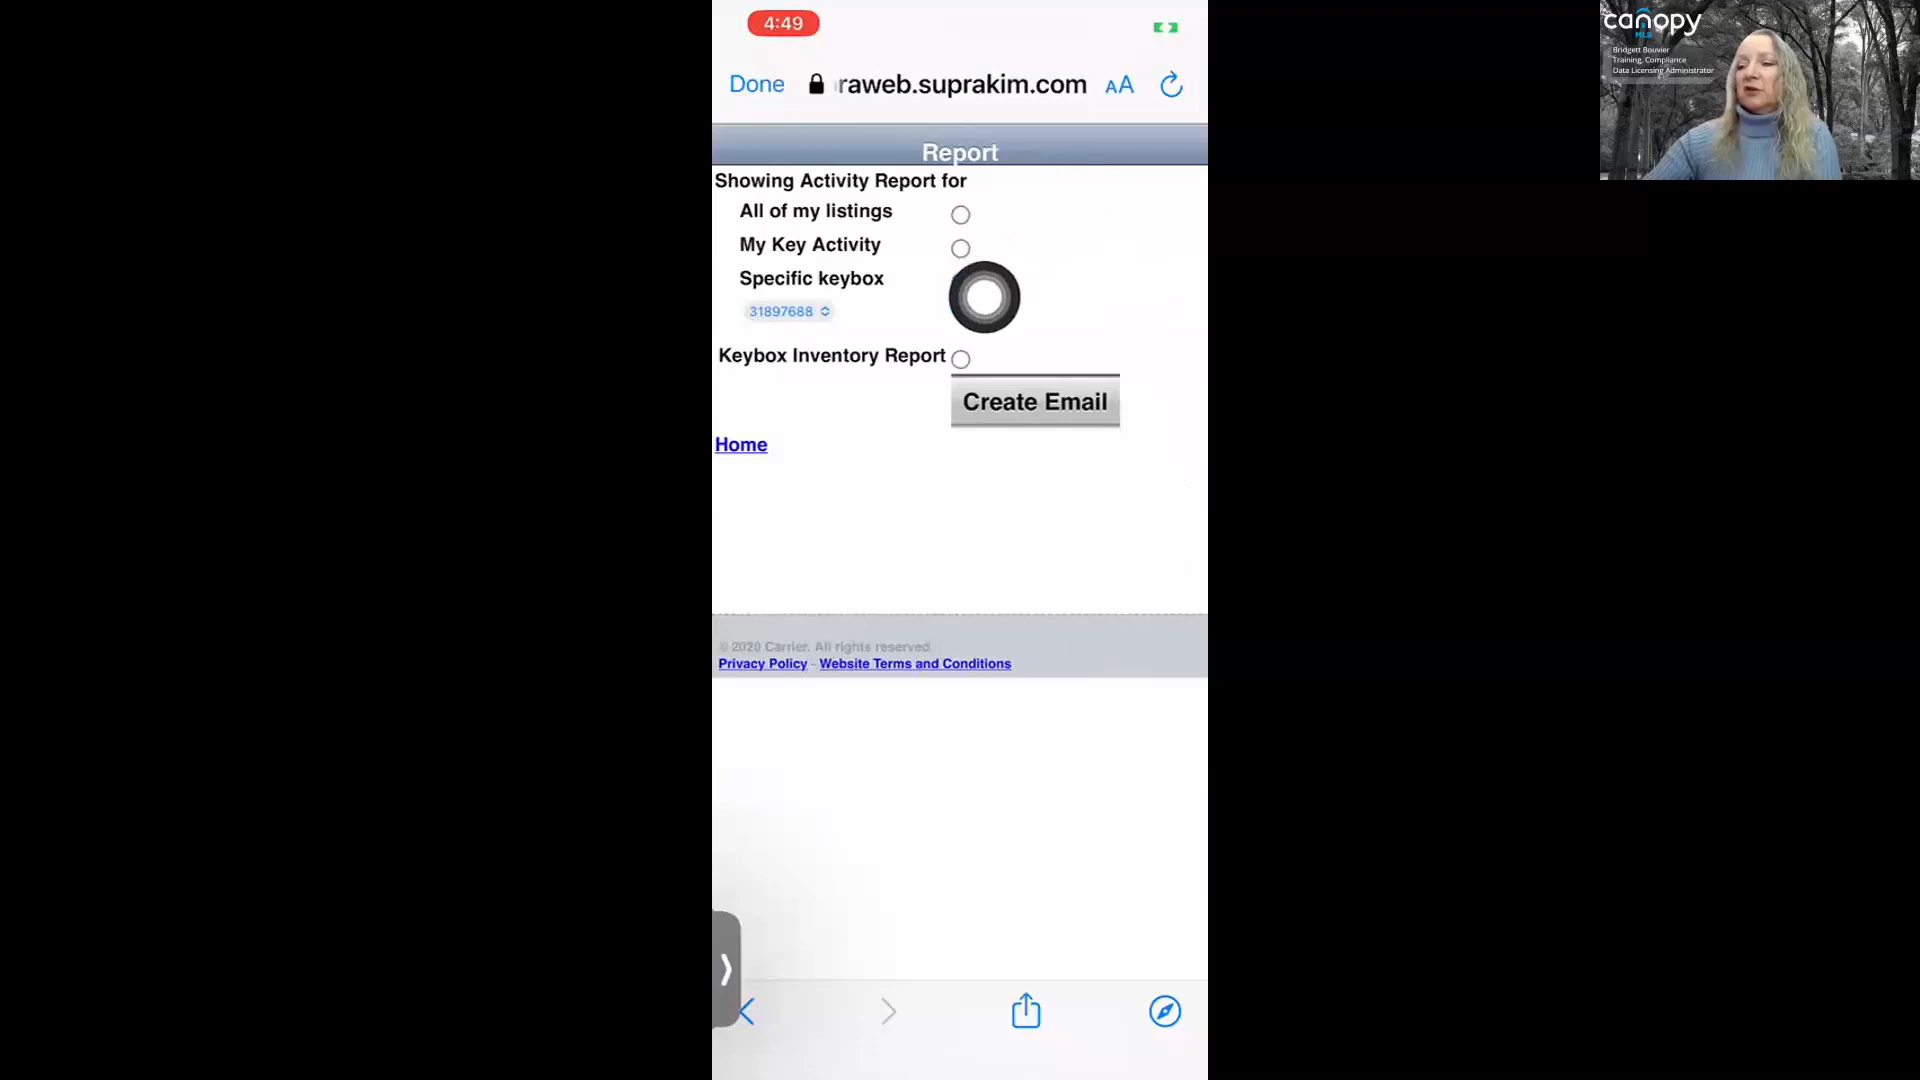 4:49
Done
raweb.suprakim.com
AA
Report
Showing Activity Report for
All of my listings
My Key Activity
Specific keybox
31897688
Keybox Inventory Report
Create Email
Home
© 2020 Carrier. All rights reserved.
Privacy Policy - Website Terms and Conditions
canopy
MLS
Bridgett Bouvier
Training, Compliance
Data Licensing Administrator